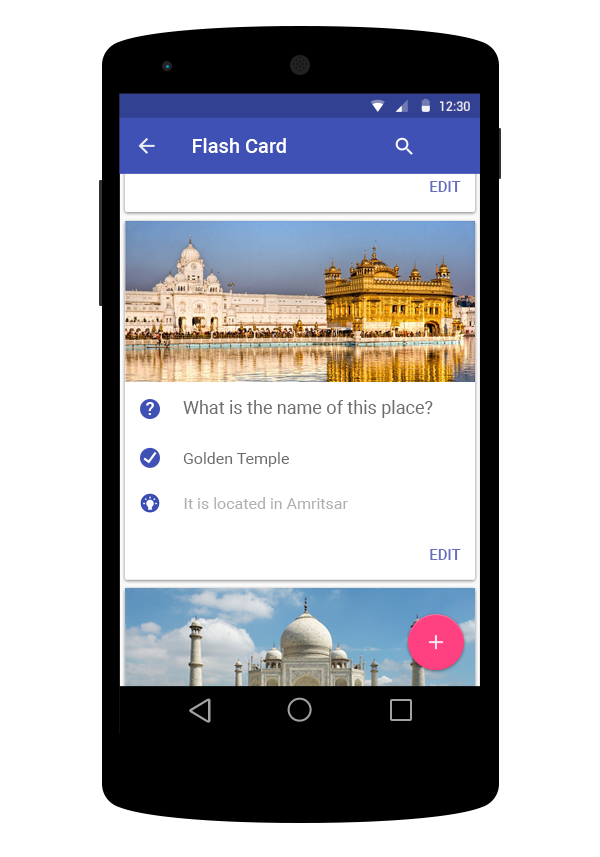 12:30
Flash Card
EDIT
What is the name of this place?
Golden Temple
It is located in Amritsar
EDIT